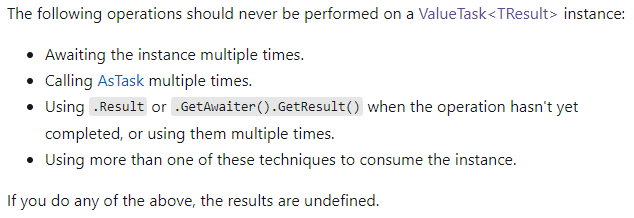 The following operations should never be performed on a ValueTask<TResult> instance:
• Awaiting the instance multiple times.
• Calling AsTask multiple times.
• Using .Result or .GetAwaiter().GetResult() when the operation hasn't yet
completed, or using them multiple times.
• Using more than one of these techniques to consume the instance.
If you do any of the above, the results are undefined.